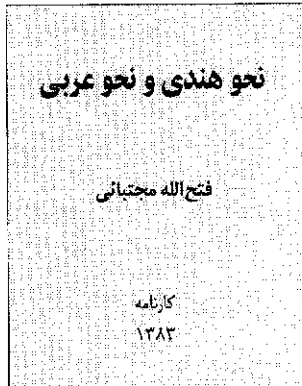 نحو هندی و نحو عربی
فتح‌الله مجتبائی
کارنامه
۱۳۸۳